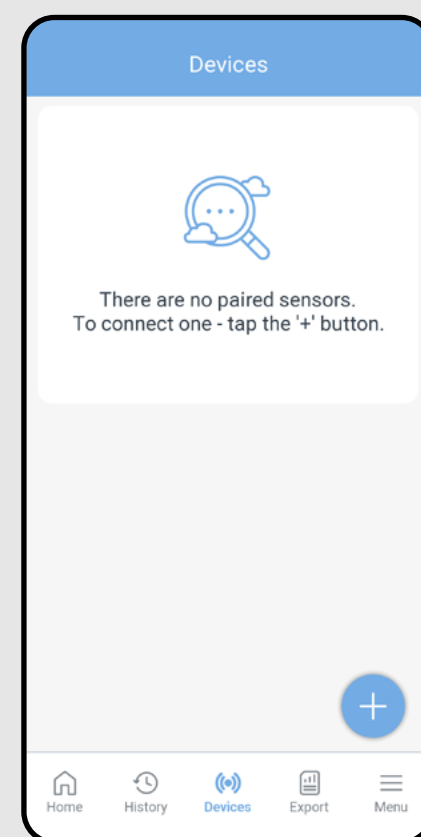 Devices
There are no paired sensors.
To connect one - tap the '+' button.
Home
History
Devices
Export
Menu